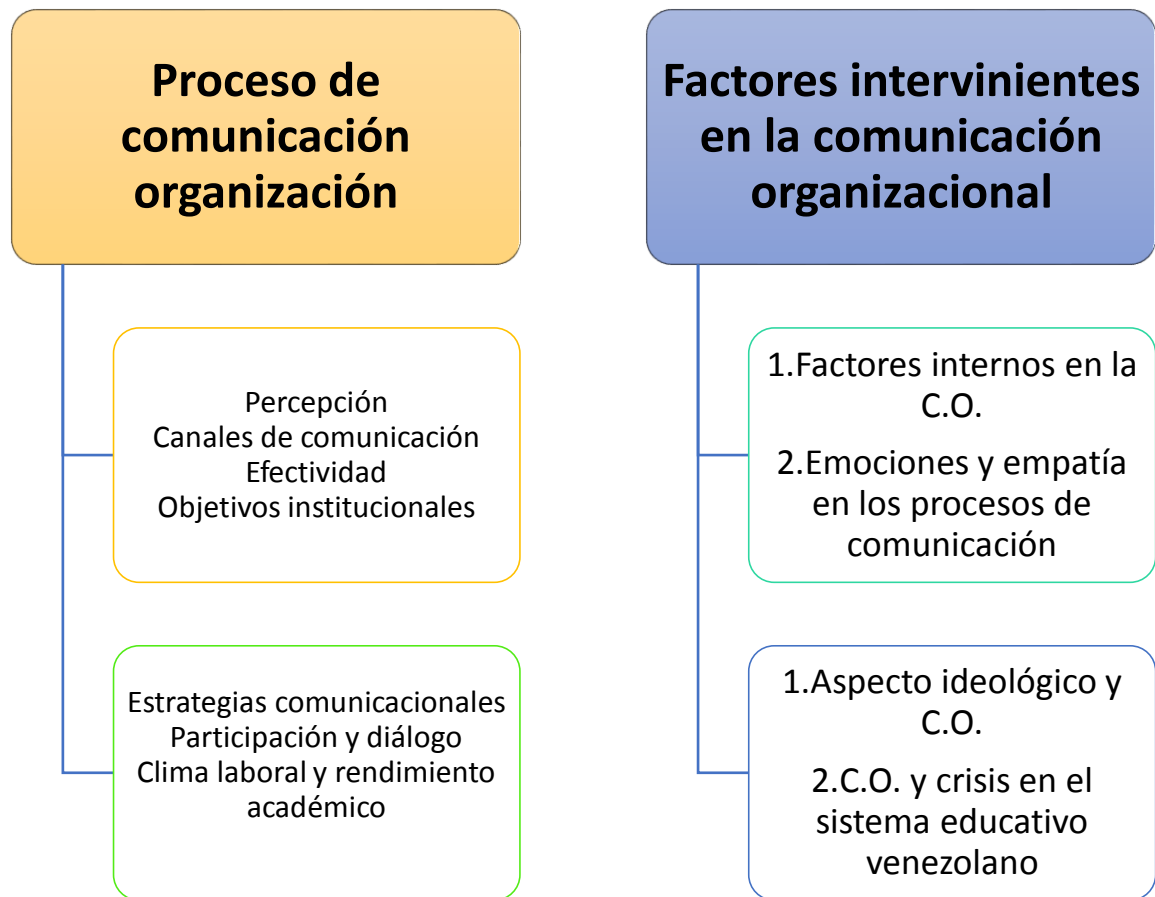 Proceso de
comunicación
organización
Percepción
Canales de comunicación
Efectividad
Objetivos institucionales
Estrategias comunicacionales
Participación y diálogo
Clima laboral y rendimiento
académico
Factores intervinientes
en la comunicación
organizacional
1.Factores internos en la
C.O.
2.Emociones y empatía
en los procesos de
comunicación
1.Aspecto ideológico y
C.O.
2.C.O. y crisis en el
sistema educativo
venezolano